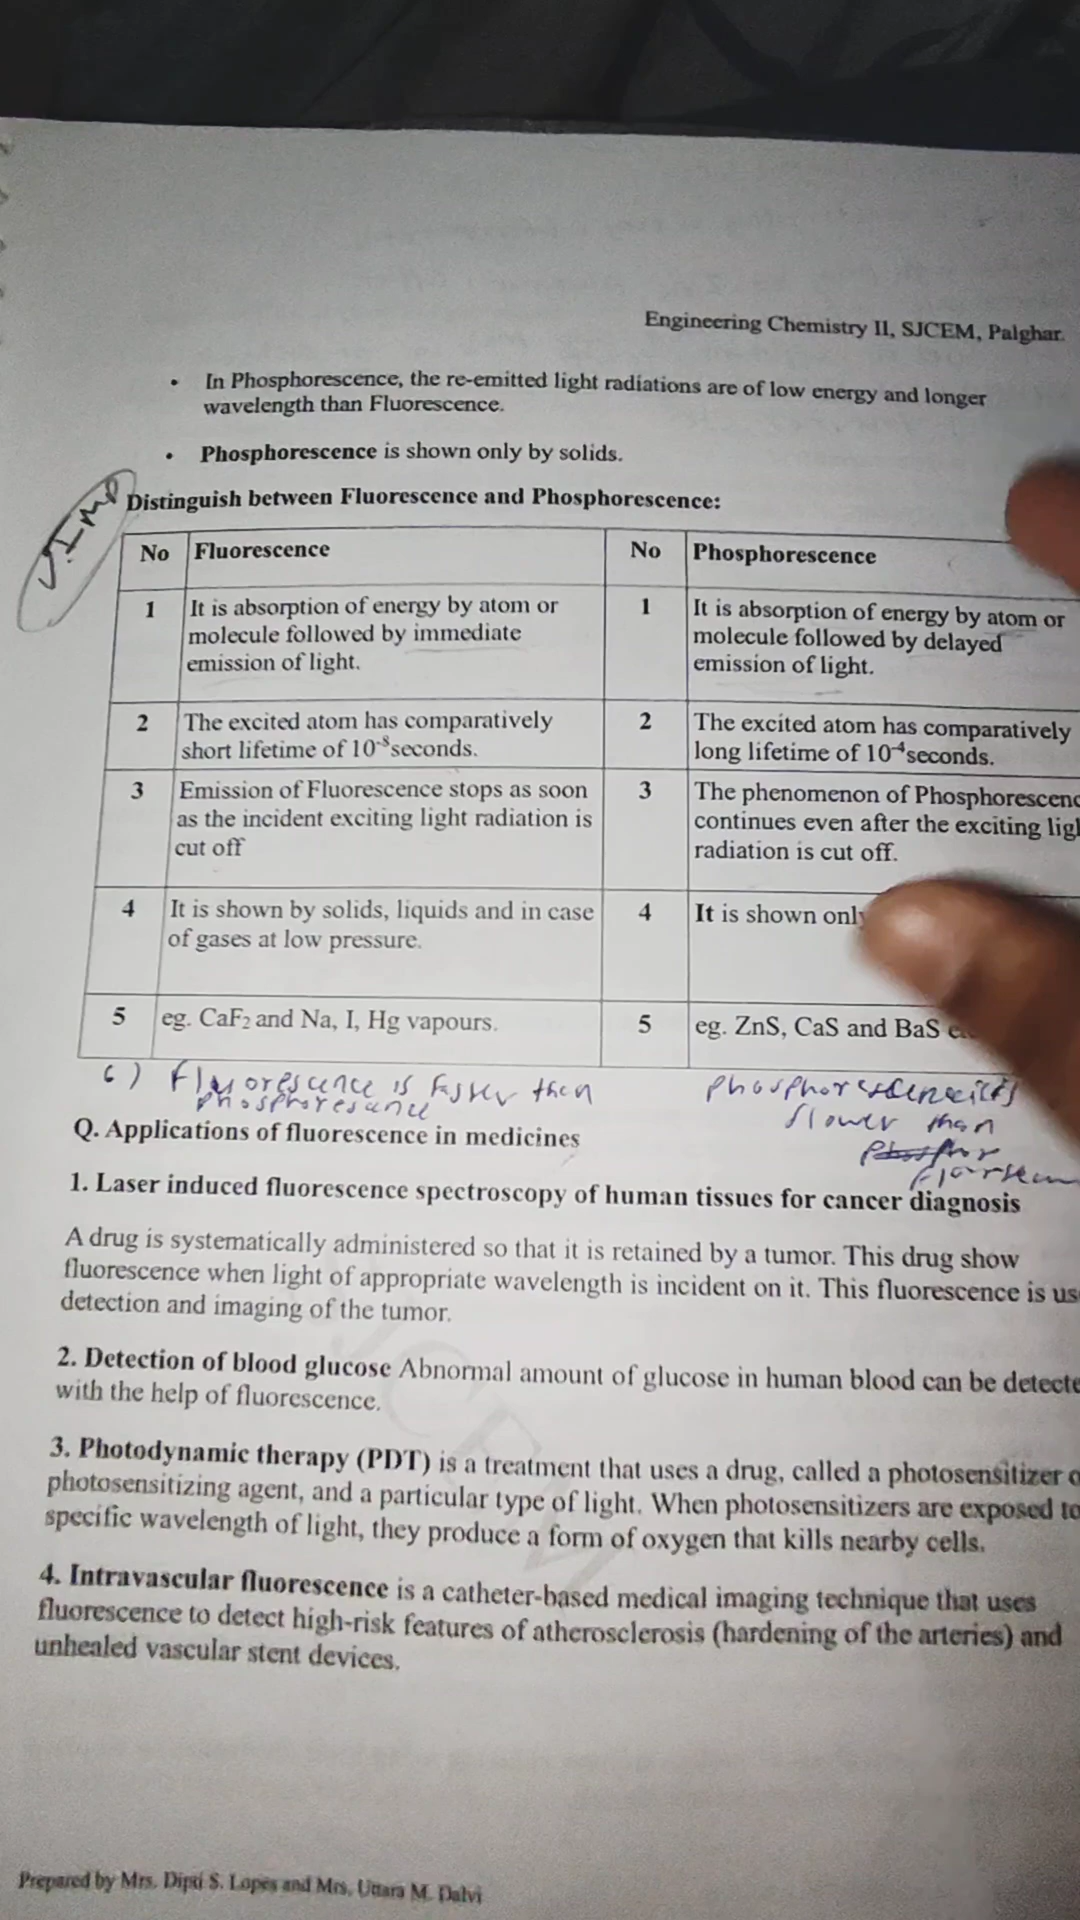 Engineering Chemistry II, SJCEM, Palghar.
• In Phosphorescence, the re-emitted light radiations are of low energy and longer
wavelength than Fluorescence.
• Phosphorescence is shown only by solids.
V.Imp
Distinguish between Fluorescence and Phosphorescence:
No Fluorescence No Phosphorescence
1 It is absorption of energy by atom or 1 It is absorption of energy by atom or
molecule followed by immediate molecule followed by delayed
emission of light. emission of light.
2 The excited atom has comparatively 2 The excited atom has comparatively
short lifetime of 10⁻⁸seconds. long lifetime of 10⁻⁴seconds.
3 Emission of Fluorescence stops as soon 3 The phenomenon of Phosphorescenc
as the incident exciting light radiation is continues even after the exciting ligh
cut off radiation is cut off.
4 It is shown by solids, liquids and in case 4 It is shown only
of gases at low pressure.
5 eg. CaF₂ and Na, I, Hg vapours. 5 eg. ZnS, CaS and BaS
6) Fluorescence is faster then
phosphoresance
slower than
Q. Applications of fluorescence in medicines
1. Laser induced fluorescence spectroscopy of human tissues for cancer diagnosis
A drug is systematically administered so that it is retained by a tumor. This drug show
fluorescence when light of appropriate wavelength is incident on it. This fluorescence is us
detection and imaging of the tumor.
2. Detection of blood glucose Abnormal amount of glucose in human blood can be detecte
with the help of fluorescence.
3. Photodynamic therapy (PDT) is a treatment that uses a drug, called a photosensitizer o
photosensitizing agent, and a particular type of light. When photosensitizers are exposed to
specific wavelength of light, they produce a form of oxygen that kills nearby cells.
4. Intravascular fluorescence is a catheter-based medical imaging technique that uses
fluorescence to detect high-risk features of atherosclerosis (hardening of the arteries) and
unhealed vascular stent devices.
SJCEM
Prepared by Mrs. Dipti S. Lopes and Mrs. Uttara M. Dalvi